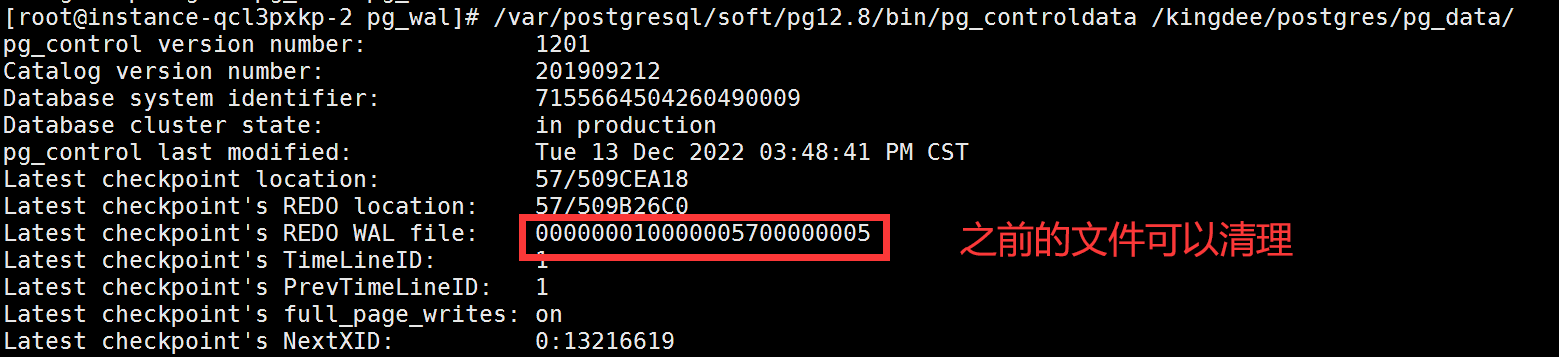 [root@instance-qcl3pxkp-2 pg_wal]# /var/postgresql/soft/pg12.8/bin/pg_controldata /kingdee/postgres/pg_data/
pg_control version number: 1201
Catalog version number: 201909212
Database system identifier: 7155664504260490009
Database cluster state: in production
pg_control last modified: Tue 13 Dec 2022 03:48:41 PM CST
Latest checkpoint location: 57/509CEA18
Latest checkpoint's REDO location: 57/509B26C0
Latest checkpoint's REDO WAL file: 000000010000005700000005 之前的文件可以清理
Latest checkpoint's TimeLineID: 1
Latest checkpoint's PrevTimeLineID: 1
Latest checkpoint's full_page_writes: on
Latest checkpoint's NextXID: 0:13216619